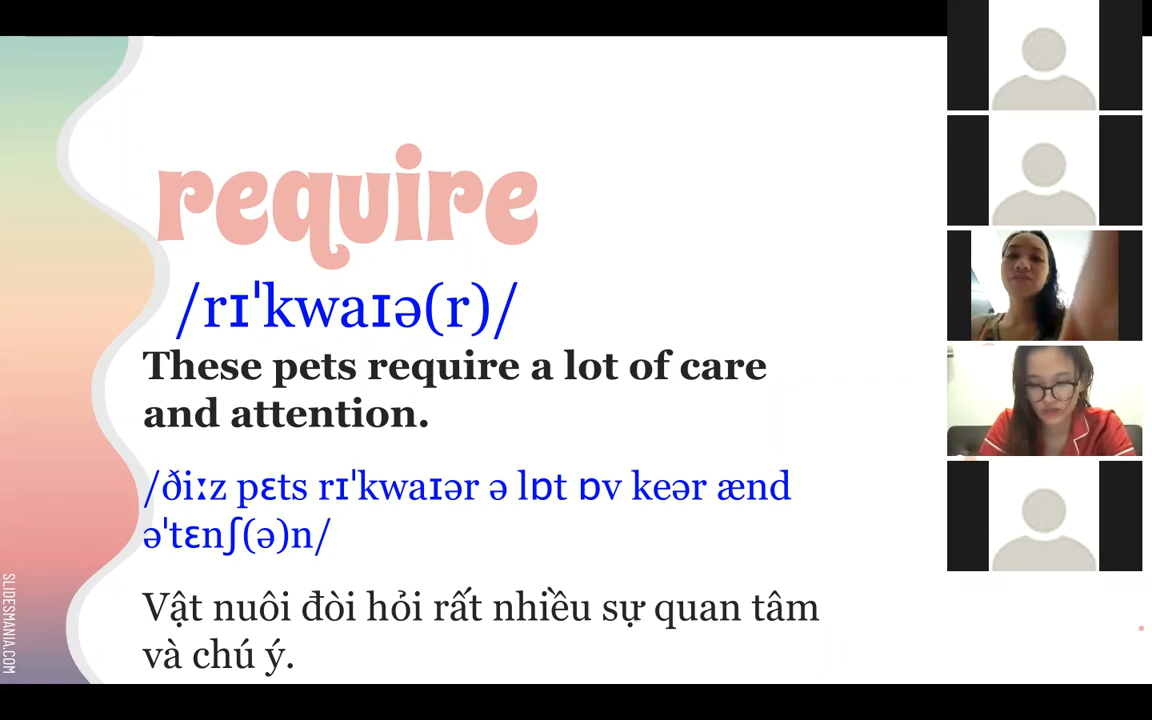 require
/rɪˈkwaɪə(r)/
These pets require a lot of care
and attention.
/ðiːz pɛts rɪˈkwaɪər ə lɒt ɒv keər ænd
əˈtɛnʃ(ə)n/
Vật nuôi đòi hỏi rất nhiều sự quan tâm
và chú ý.
SLIDESMANIA.COM